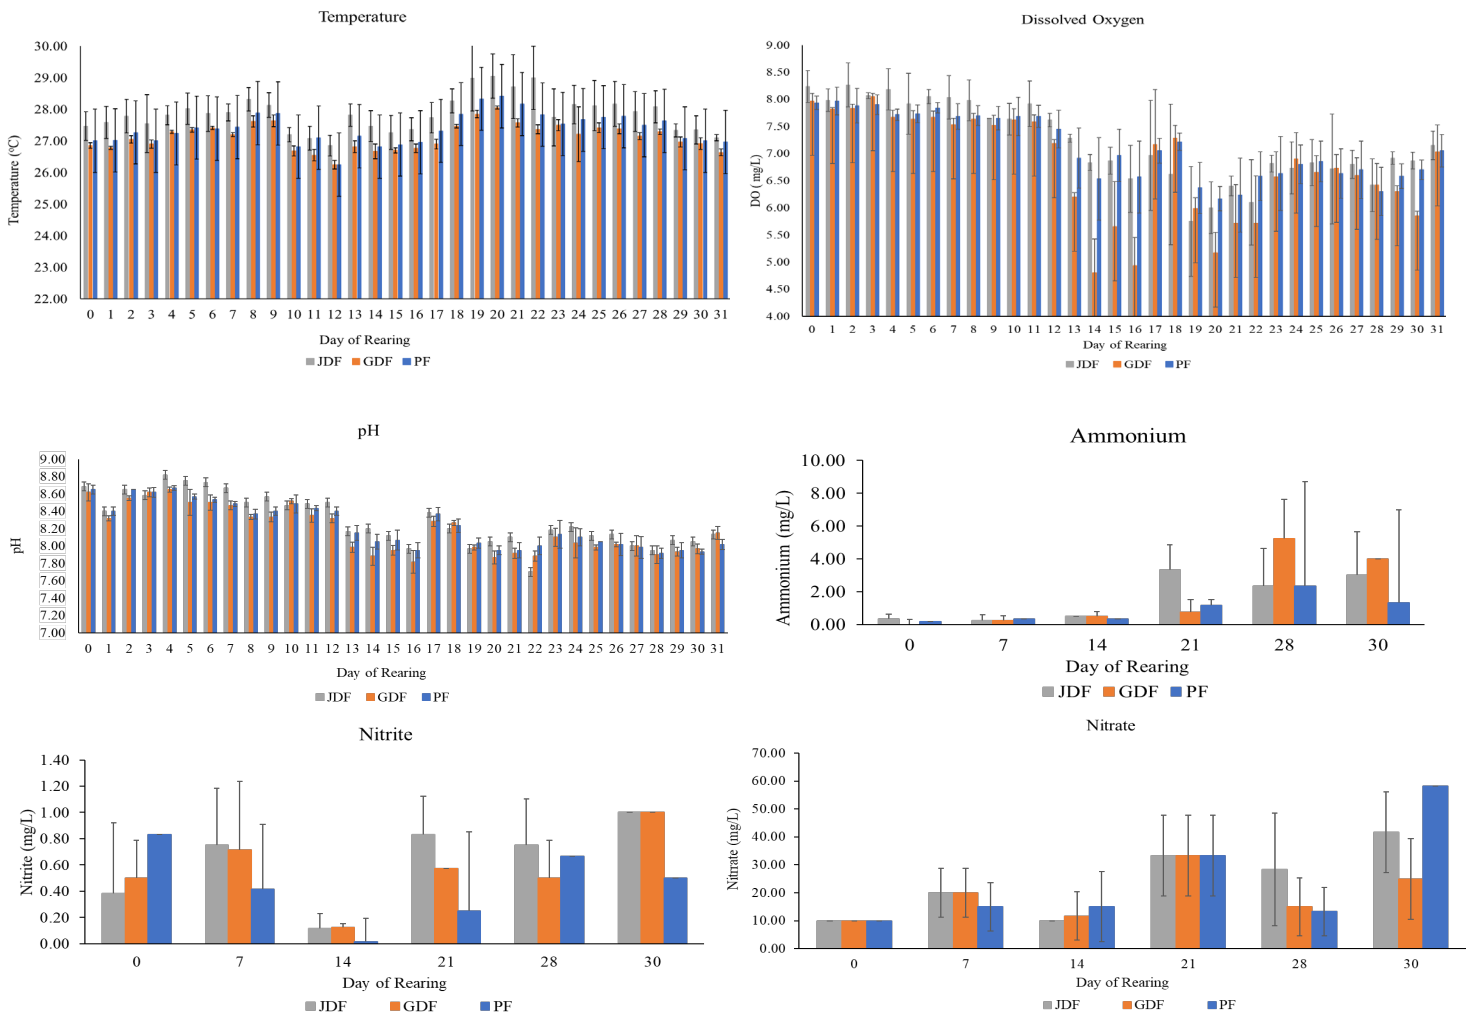 Temperature
Temperature (°C)
30.00
29.00
28.00
27.00
26.00
25.00
24.00
23.00
22.00
0 1 2 3 4 5 6 7 8 9 10 11 12 13 14 15 16 17 18 19 20 21 22 23 24 25 26 27 28 29 30 31
Day of Rearing
JDF GDF PF
Dissolved Oxygen
DO (mg/L)
9.00
8.50
8.00
7.50
7.00
6.50
6.00
5.50
5.00
4.50
4.00
0 1 2 3 4 5 6 7 8 9 10 11 12 13 14 15 16 17 18 19 20 21 22 23 24 25 26 27 28 29 30 31
Day of Rearing
JDF GDF PF
pH
pH
9.00
8.80
8.60
8.40
8.20
8.00
7.80
7.60
7.40
7.20
7.00
0 1 2 3 4 5 6 7 8 9 10 11 12 13 14 15 16 17 18 19 20 21 22 23 24 25 26 27 28 29 30 31
Day of Rearing
JDF GDF PF
Ammonium
Ammonium (mg/L)
10.00
8.00
6.00
4.00
2.00
0.00
0 7 14 21 28 30
Day of Rearing
JDF GDF PF
Nitrite
Nitrite (mg/L)
1.40
1.20
1.00
0.80
0.60
0.40
0.20
0.00
0 7 14 21 28 30
Day of Rearing
JDF GDF PF
Nitrate
Nitrrate (mg/L)
70.00
60.00
50.00
40.00
30.00
20.00
10.00
0.00
0 7 14 21 28 30
Day of Rearing
JDF GDF PF